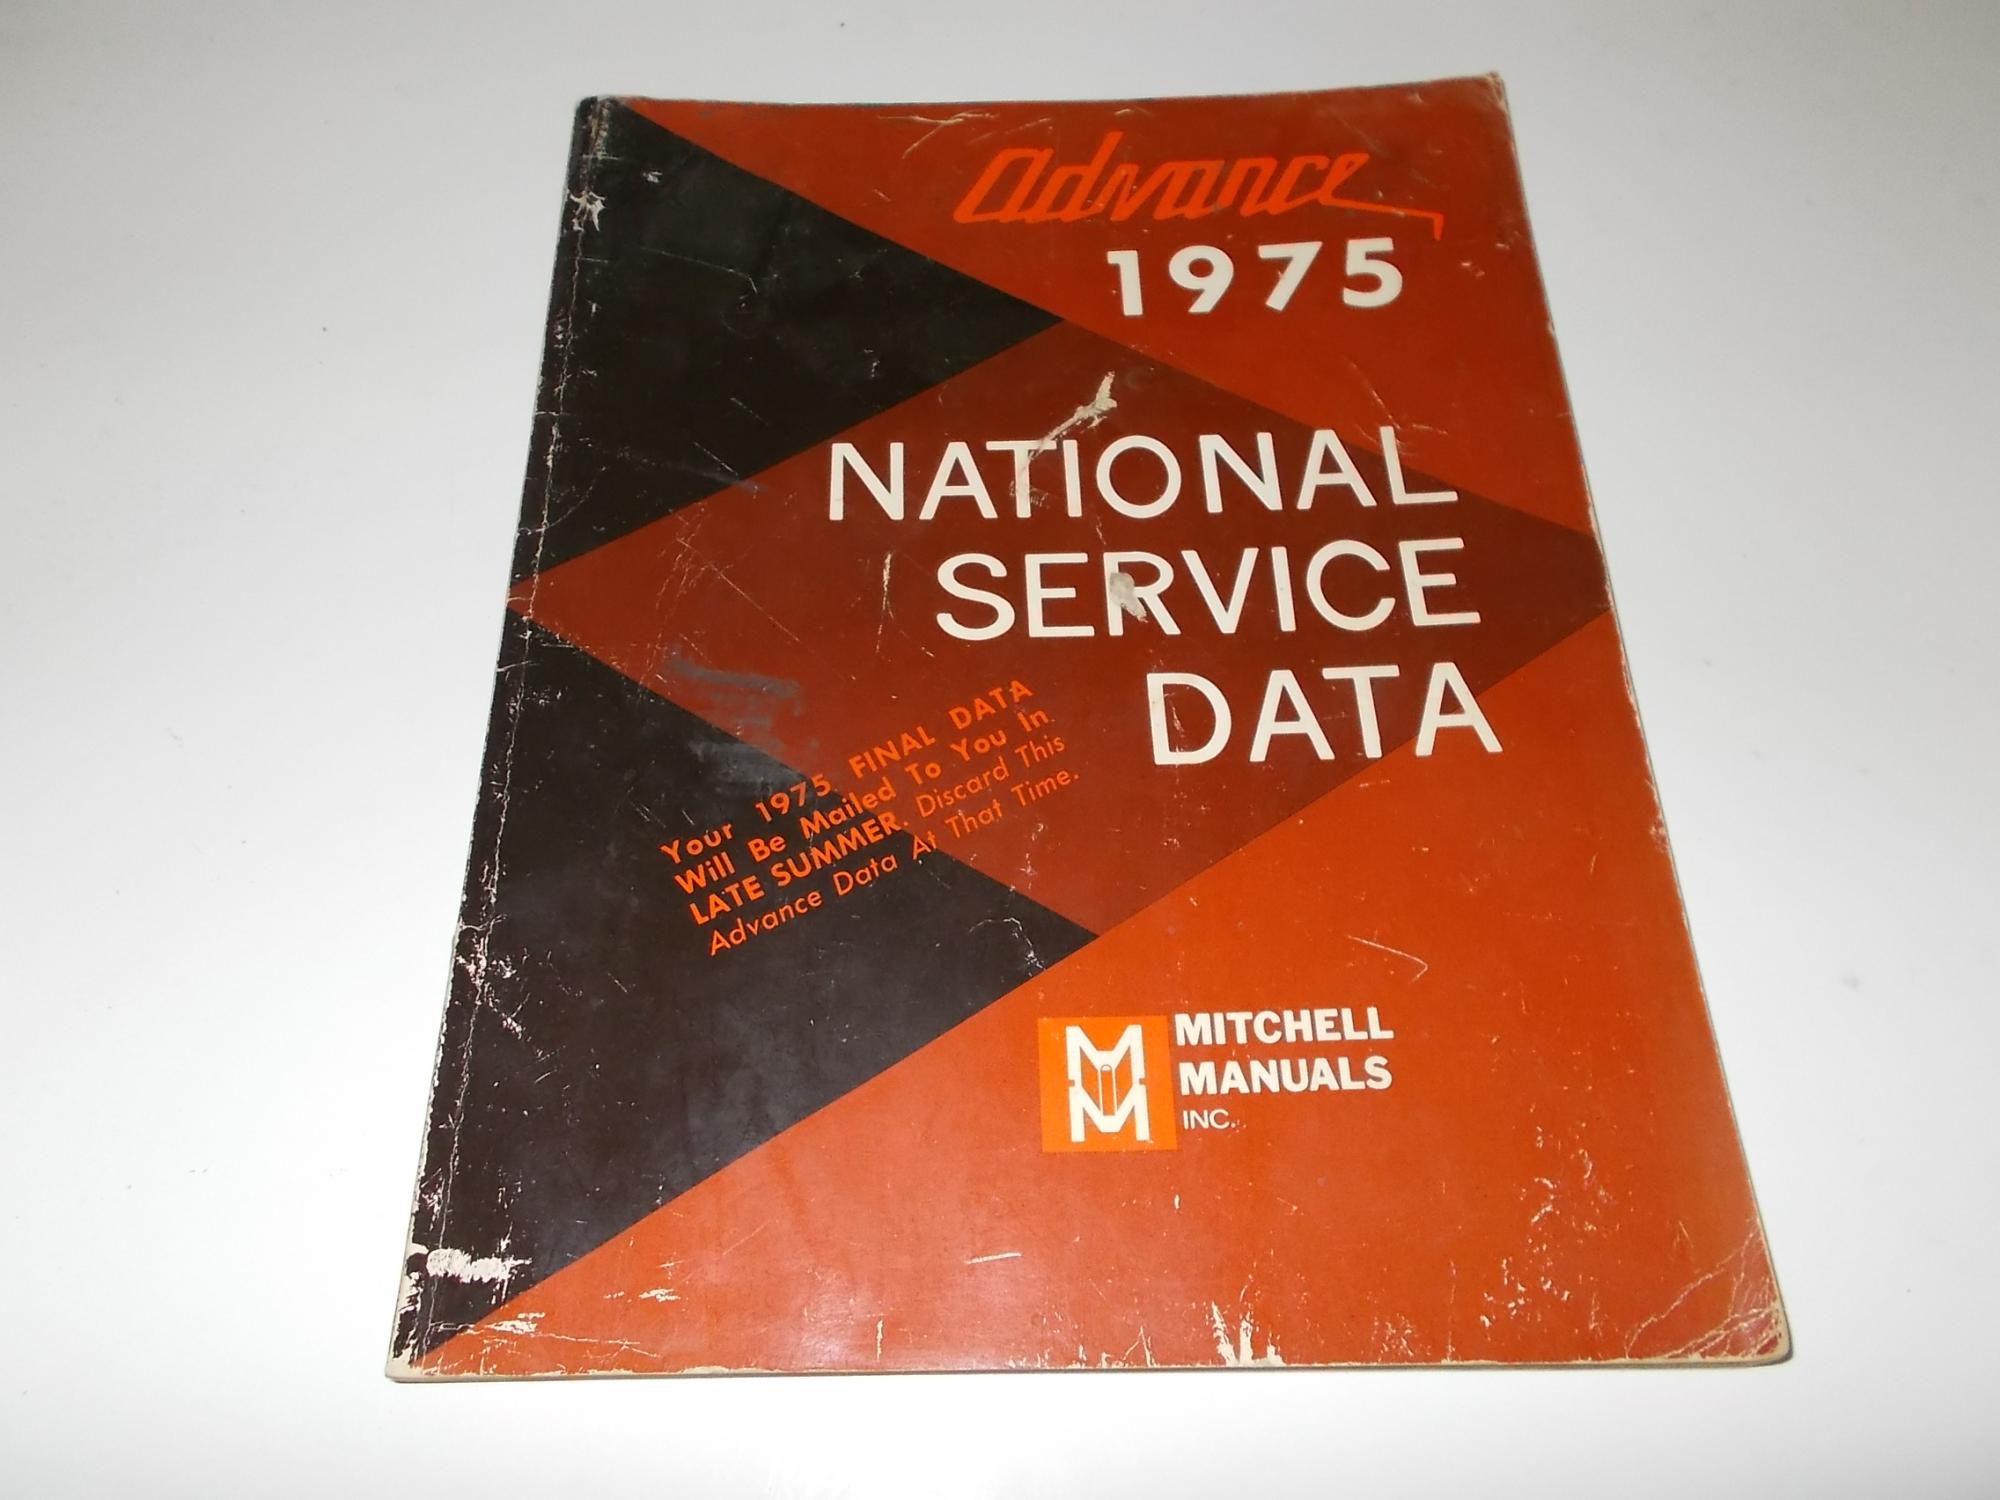 advance
1975
NATIONAL
SERVICE
DATA
Your 1975 FINAL DATA
Will Be Mailed To You In
LATE SUMMER. Discard This
Advance Data At That Time.
MITCHELL
MANUALS
INC.